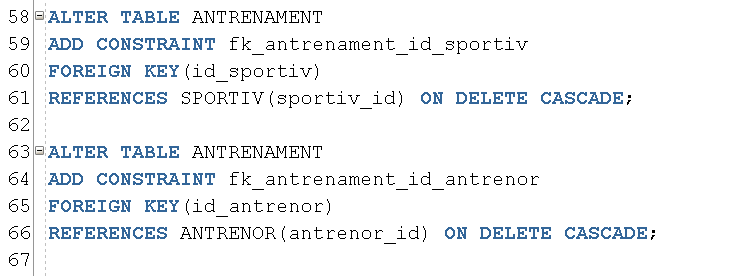 58 ALTER TABLE ANTRENAMENT
59 ADD CONSTRAINT fk_antrenament_id_sportiv
60 FOREIGN KEY(id_sportiv)
61 REFERENCES SPORTIV(sportiv_id) ON DELETE CASCADE;
62
63 ALTER TABLE ANTRENAMENT
64 ADD CONSTRAINT fk_antrenament_id_antrenor
65 FOREIGN KEY(id_antrenor)
66 REFERENCES ANTRENOR(antrenor_id) ON DELETE CASCADE;
67